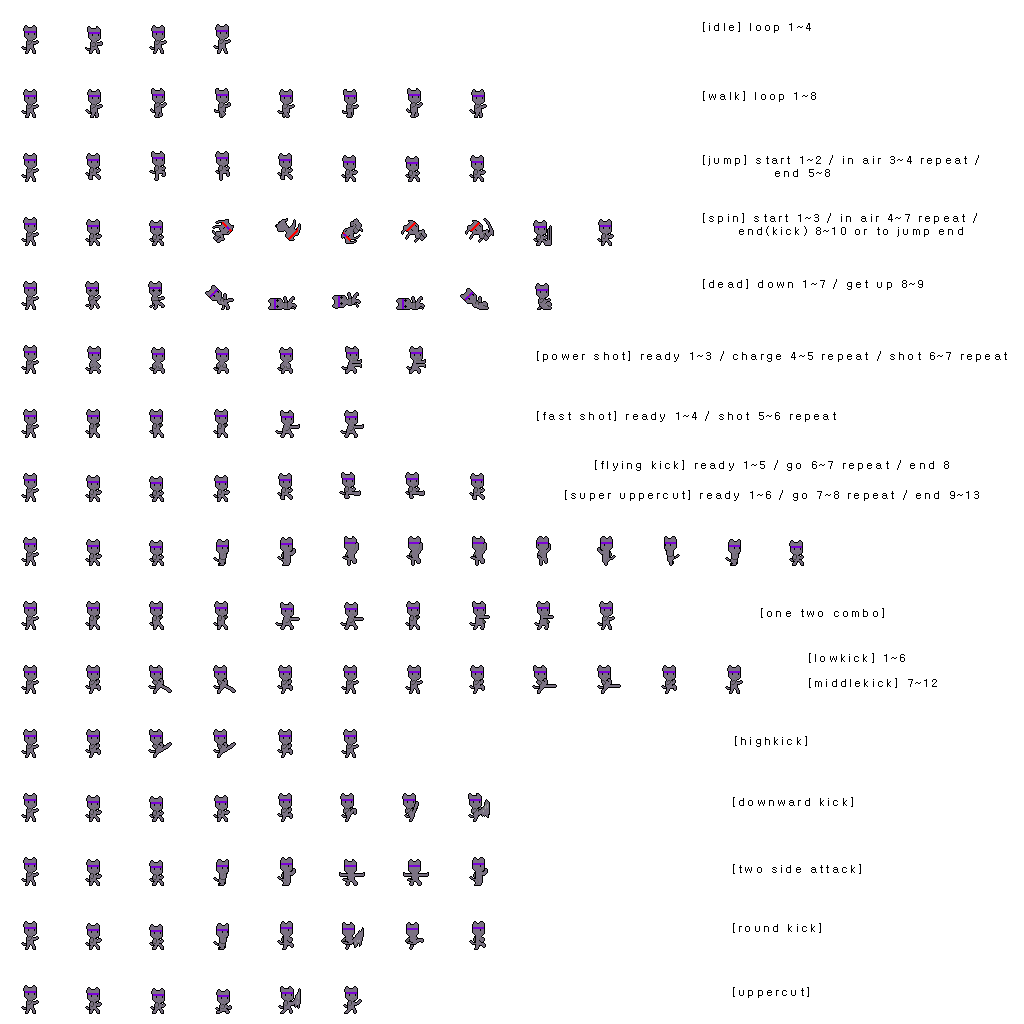 [idle] loop 1~4
[walk] loop 1~8
[jump] start 1~2 / in air 3~4 repeat /
end 5~8
[spin] start 1~3 / in air 4~7 repeat /
end(kick) 8~10 or to jump end
[dead] down 1~7 / get up 8~9
[power shot] ready 1~3 / charge 4~5 repeat / shot 6~7 repeat
[fast shot] ready 1~4 / shot 5~6 repeat
[flying kick] ready 1~5 / go 6~7 repeat / end 8
[super uppercut] ready 1~6 / go 7~8 repeat / end 9~13
[one two combo]
[lowkick] 1~6
[middlekick] 7~12
[highkick]
[downward kick]
[two side attack]
[round kick]
[uppercut]